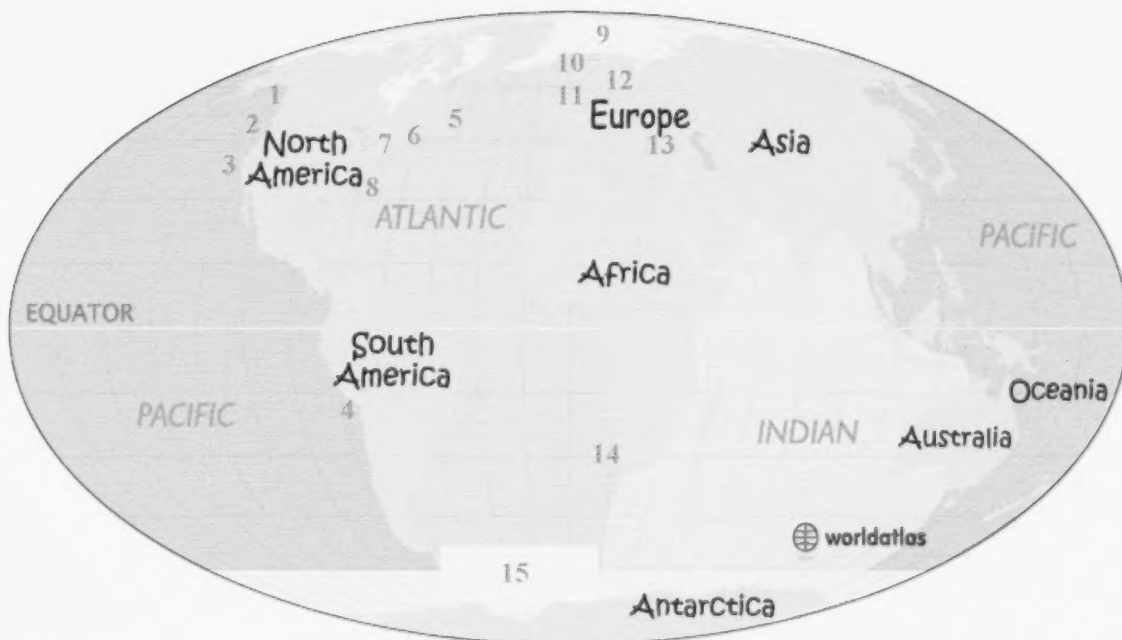 9
10
12
1
11
5
Europe
2
6
North
7
13
Asia
3
America
8
ATLANTIC
PACIFIC
Africa
EQUATOR
South
America
Oceania
4
PACIFIC
INDIAN
Australia
14
worldatlas
15
Antarctica